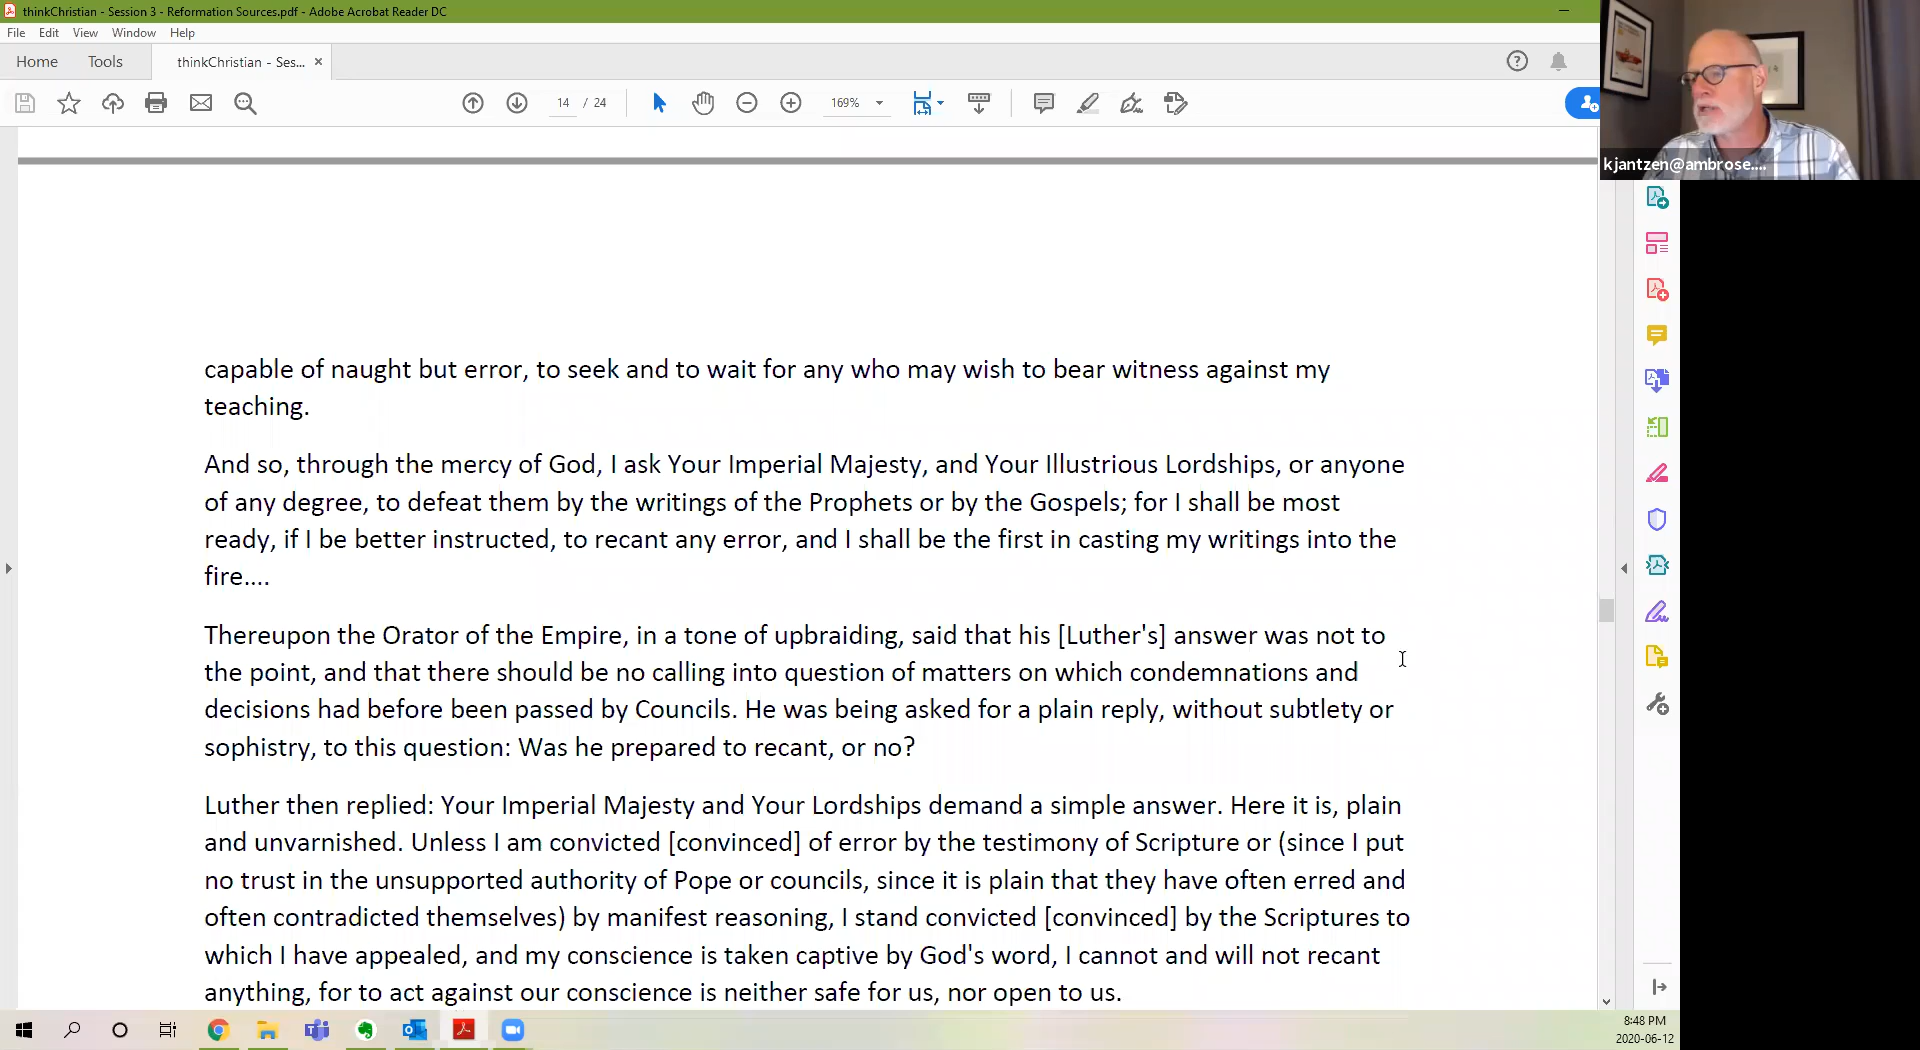 thinkChristian - Session 3 - Reformation Sources.pdf - Adobe Acrobat Reader DC
File Edit View Window Help
Home Tools thinkChristian - Ses... ×
14 / 24 169%
kjantzen@ambrose....
capable of naught but error, to seek and to wait for any who may wish to bear witness against my
teaching.
And so, through the mercy of God, I ask Your Imperial Majesty, and Your Illustrious Lordships, or anyone
of any degree, to defeat them by the writings of the Prophets or by the Gospels; for I shall be most
ready, if I be better instructed, to recant any error, and I shall be the first in casting my writings into the
fire....
Thereupon the Orator of the Empire, in a tone of upbraiding, said that his [Luther's] answer was not to
the point, and that there should be no calling into question of matters on which condemnations and
decisions had before been passed by Councils. He was being asked for a plain reply, without subtlety or
sophistry, to this question: Was he prepared to recant, or no?
Luther then replied: Your Imperial Majesty and Your Lordships demand a simple answer. Here it is, plain
and unvarnished. Unless I am convicted [convinced] of error by the testimony of Scripture or (since I put
no trust in the unsupported authority of Pope or councils, since it is plain that they have often erred and
often contradicted themselves) by manifest reasoning, I stand convicted [convinced] by the Scriptures to
which I have appealed, and my conscience is taken captive by God's word, I cannot and will not recant
anything, for to act against our conscience is neither safe for us, nor open to us.
8:48 PM
2020-06-12